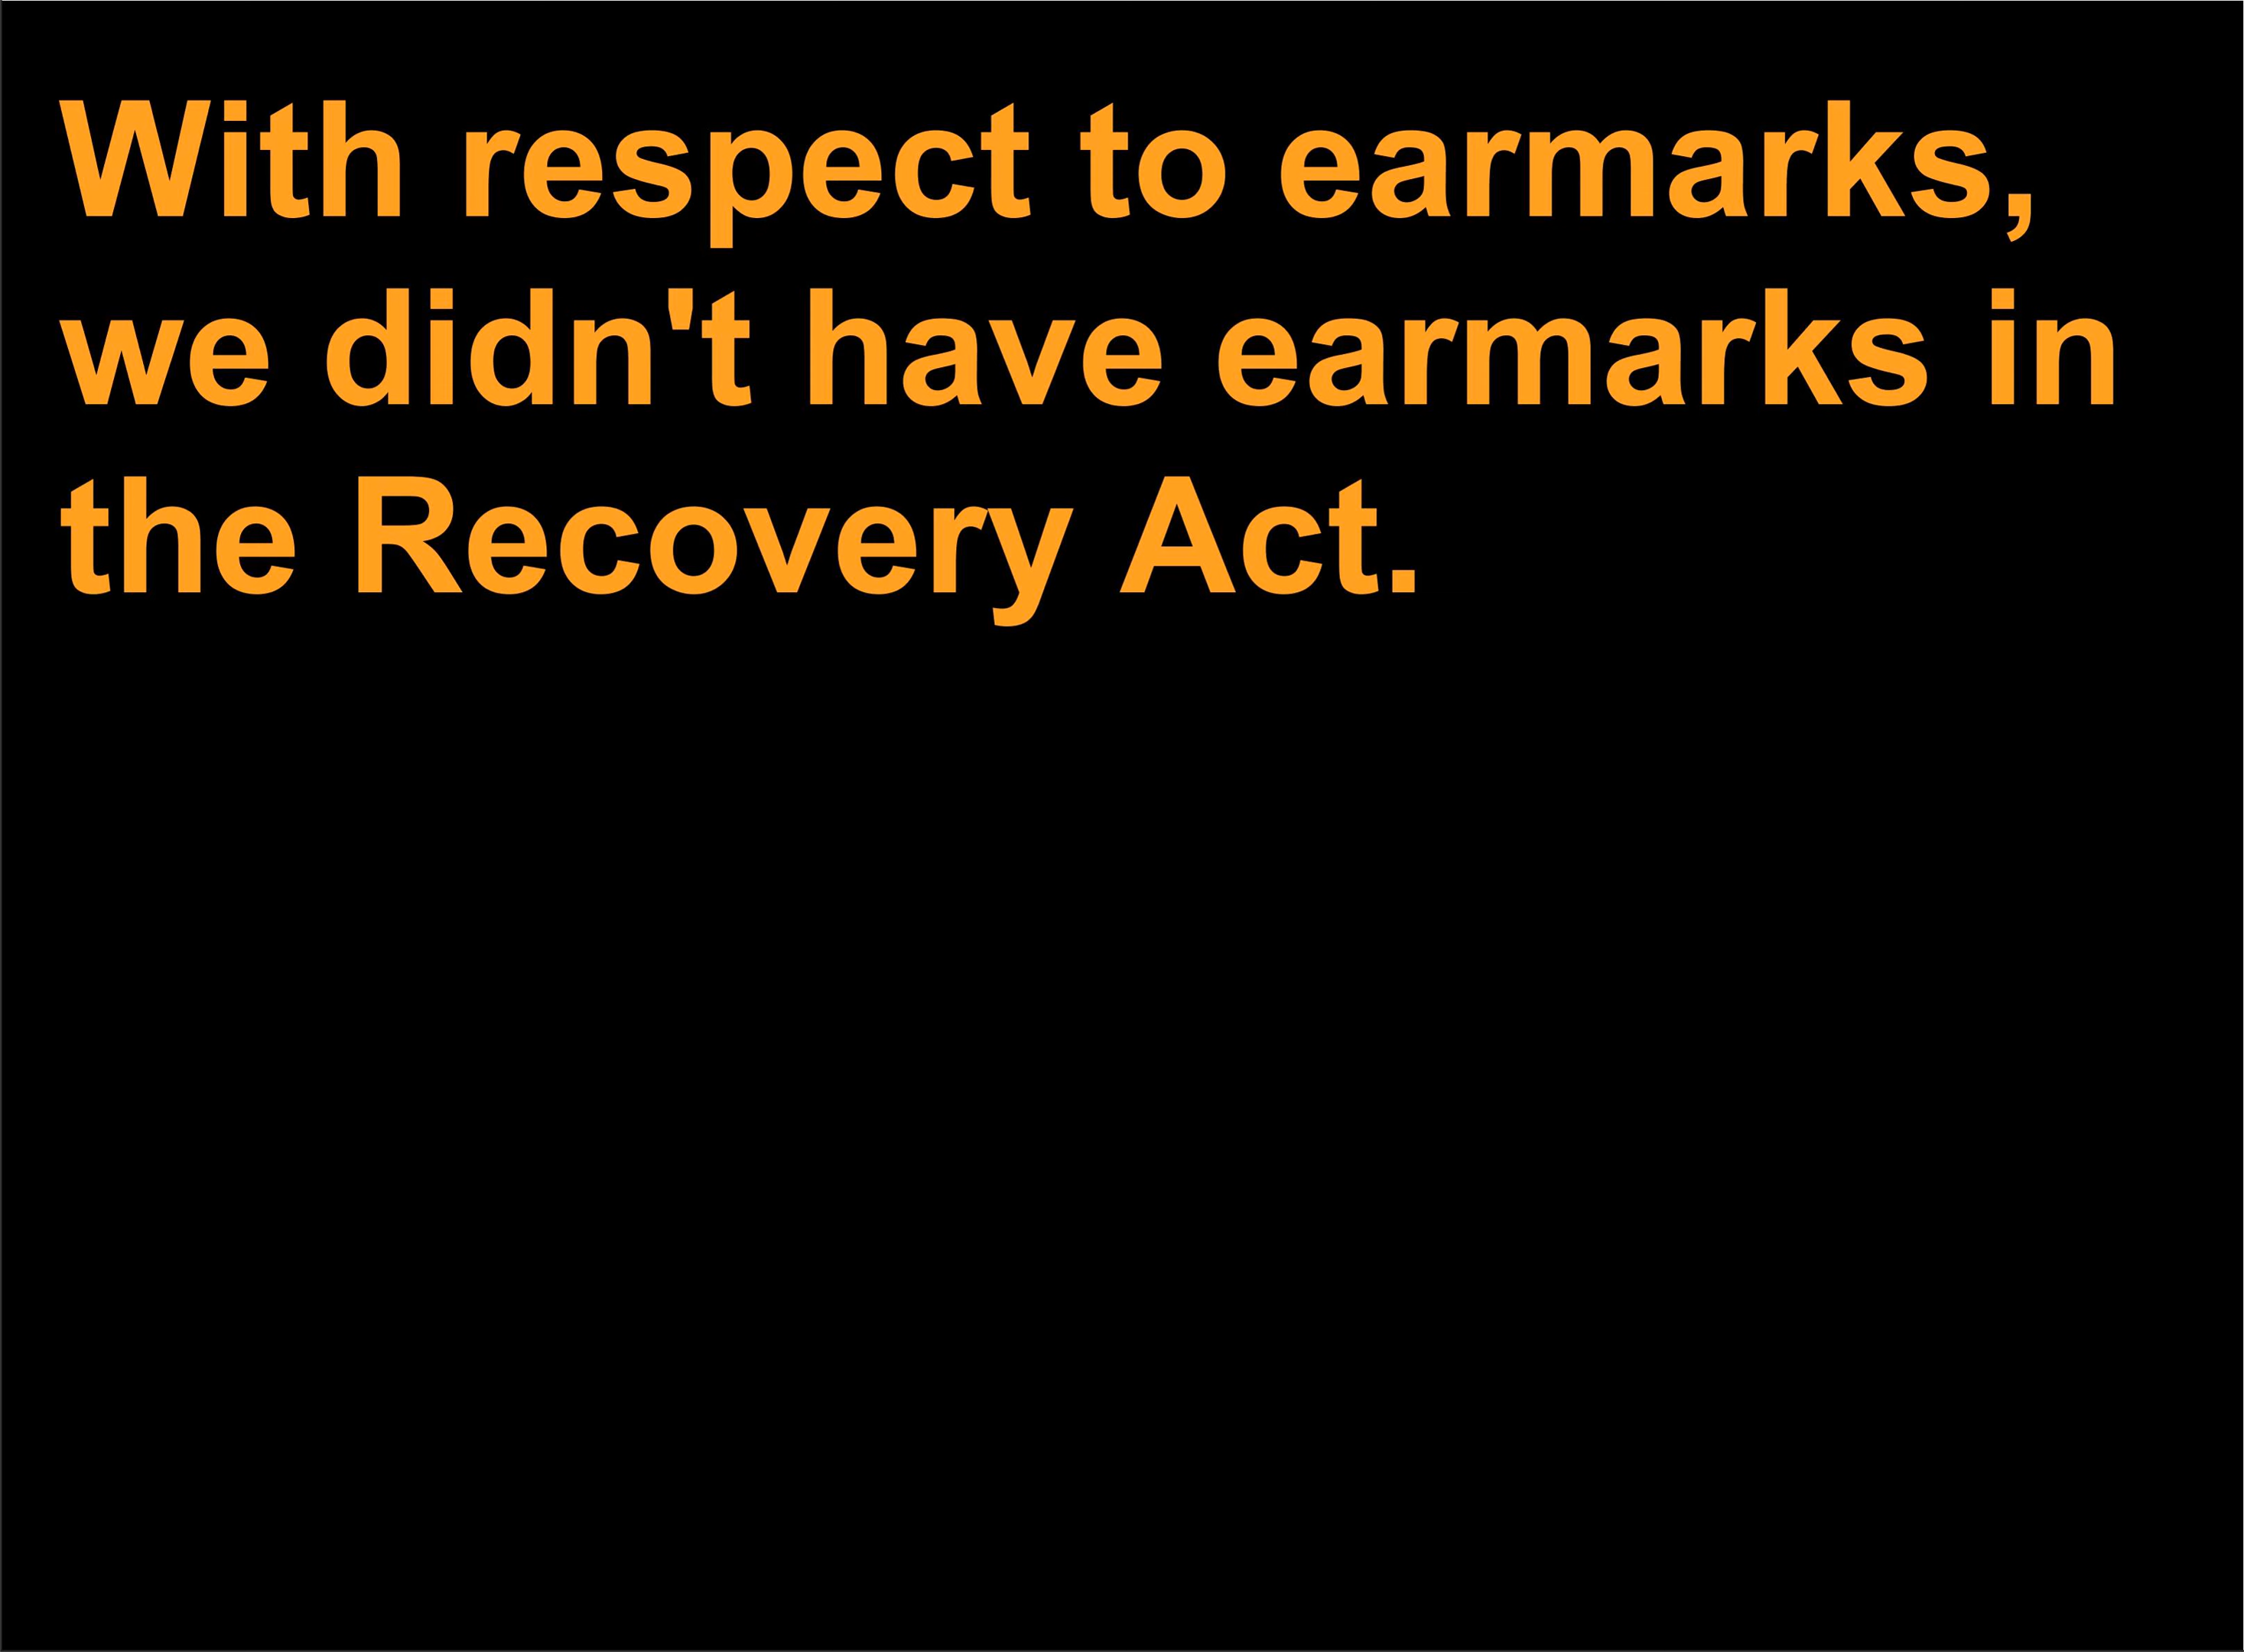 With respect to earmarks,
we didn't have earmarks in
the Recovery Act.